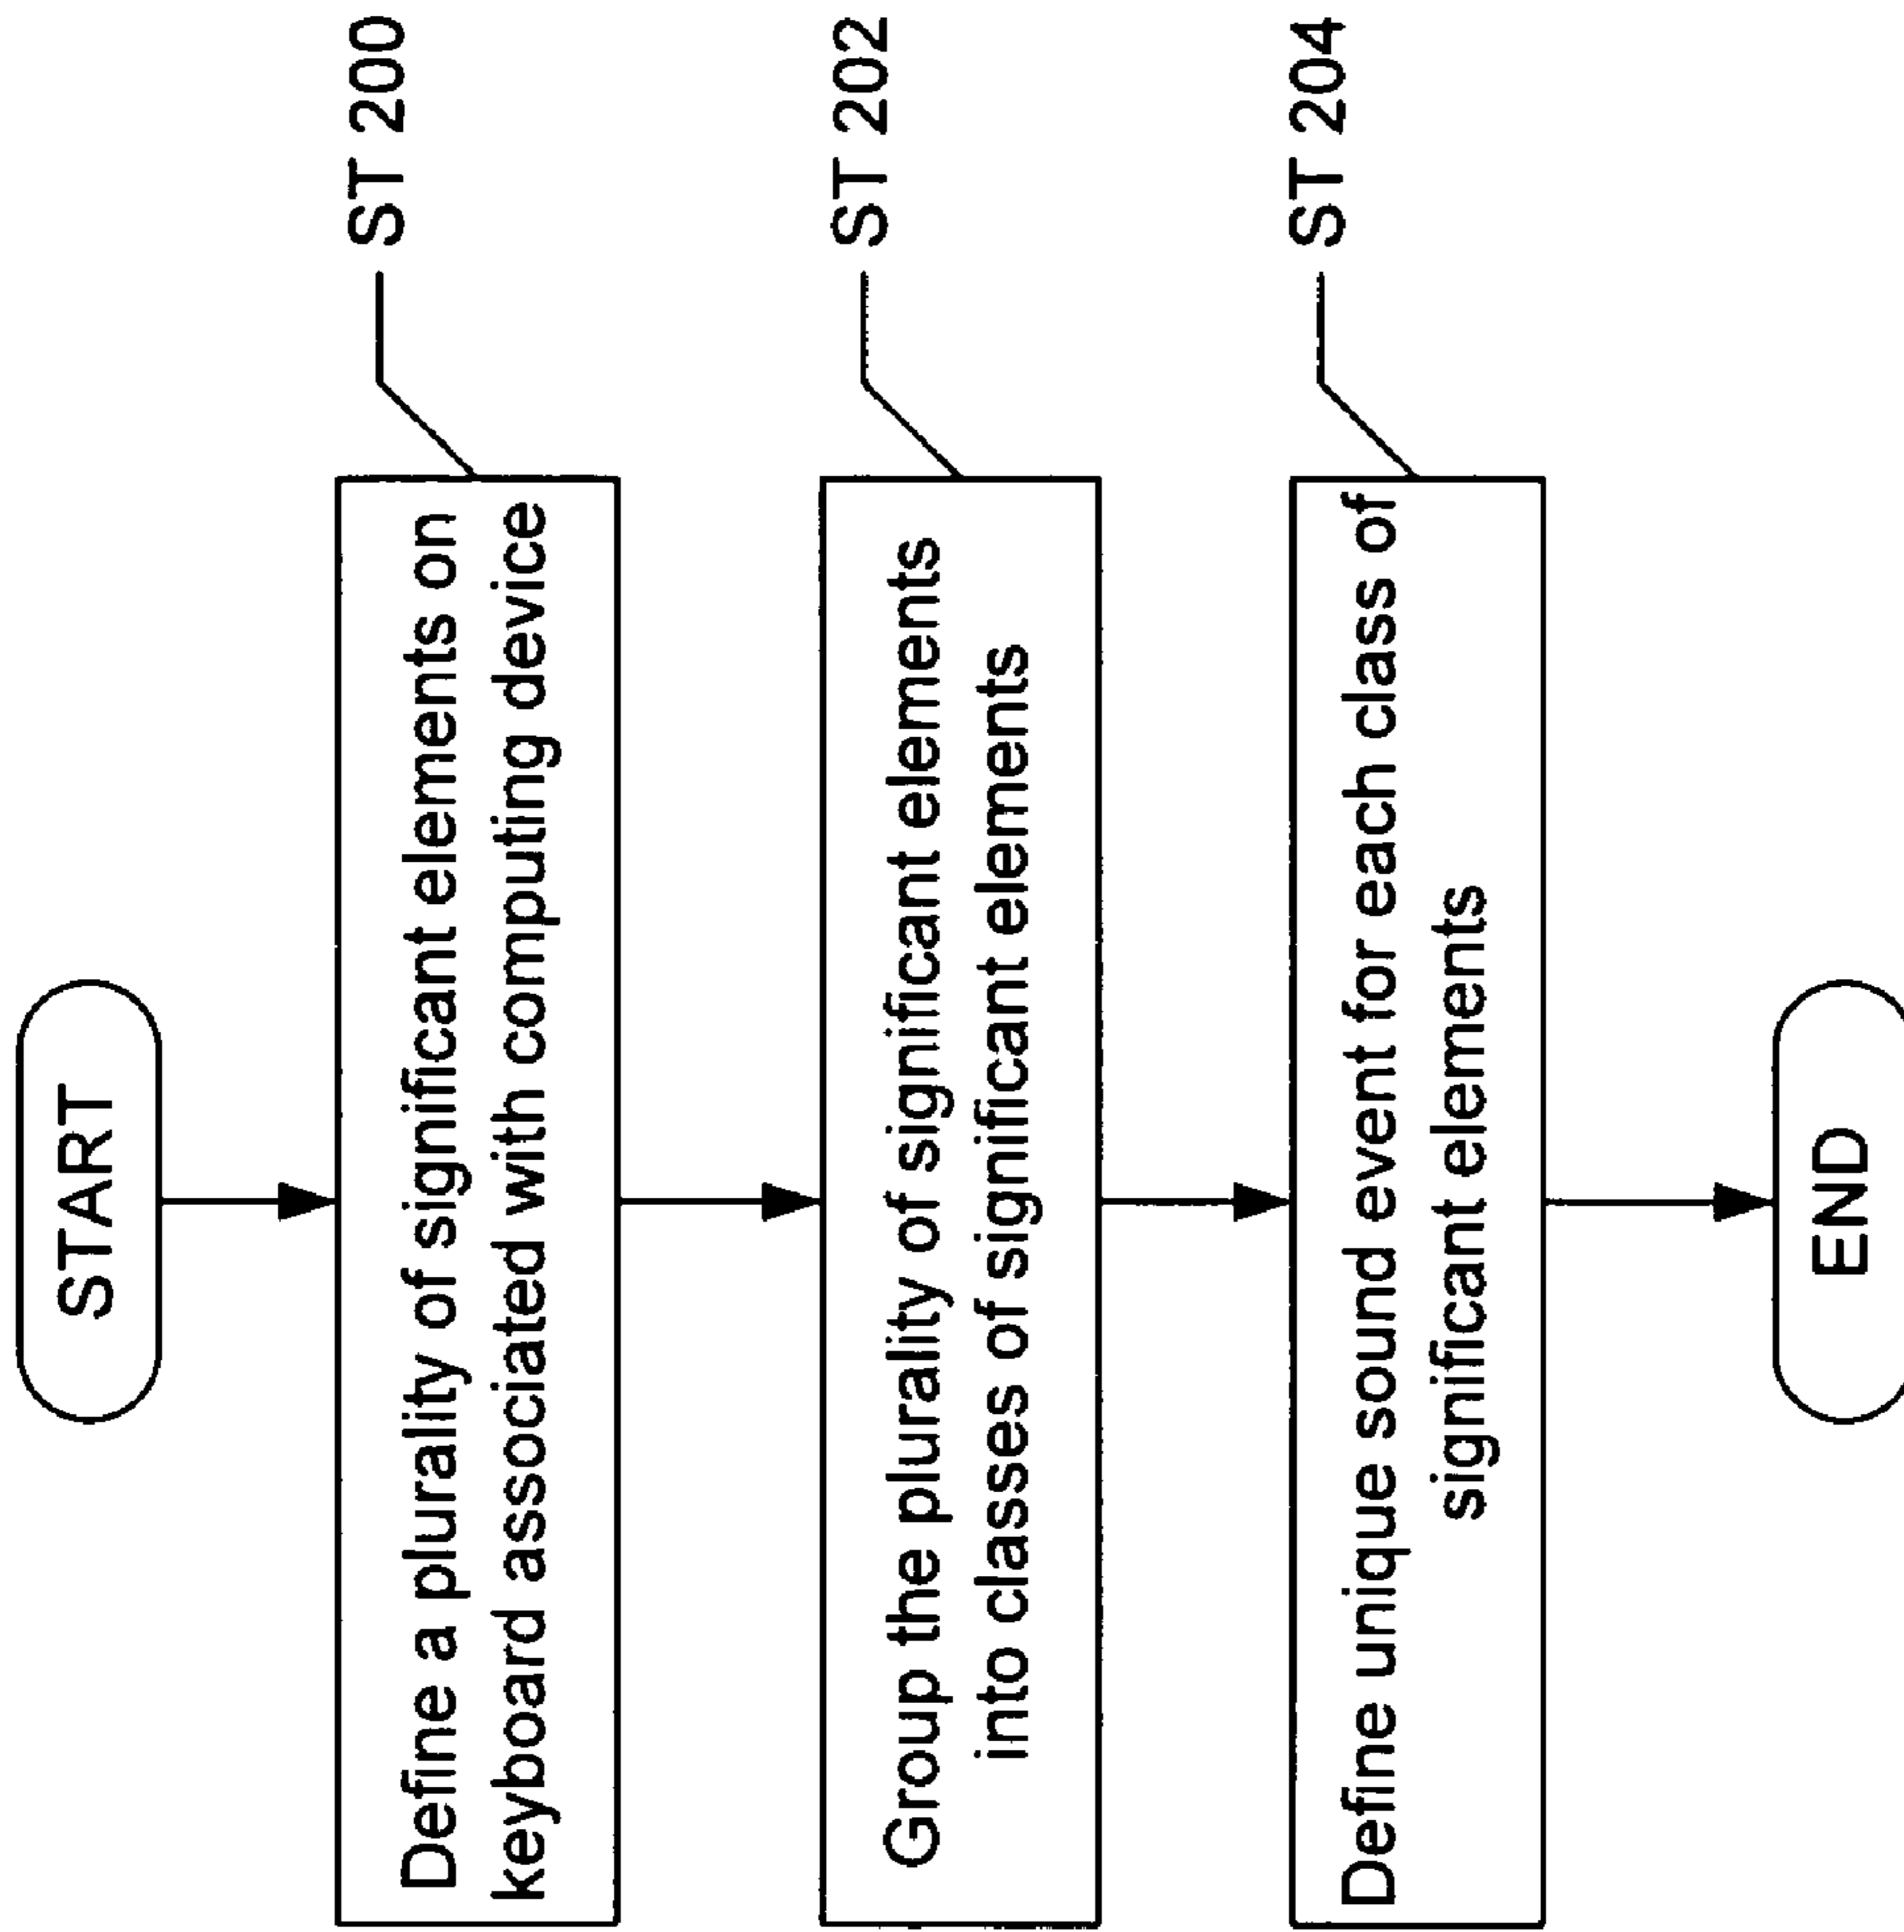 START
Define a plurality of significant elements on
keyboard associated with computing device
ST 200
Group the plurality of significant elements
into classes of significant elements
ST 202
Define unique sound event for each class of
significant elements
ST 204
END